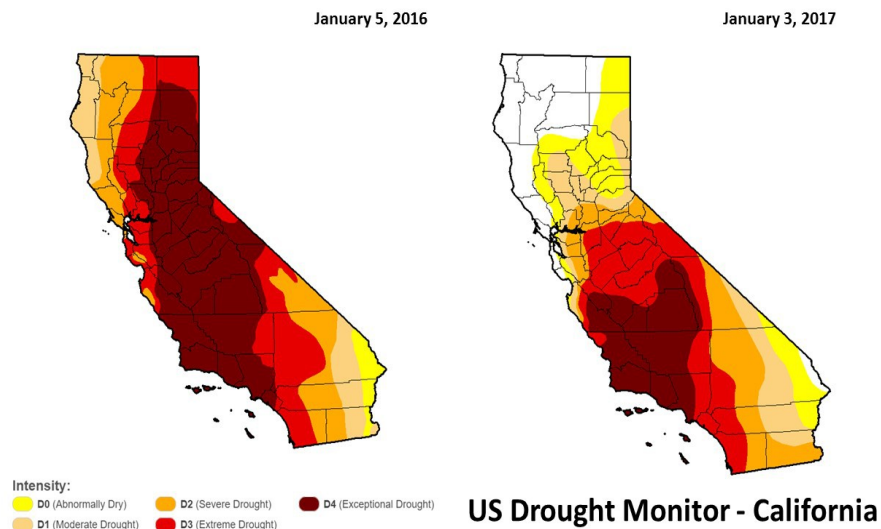 January 5, 2016
January 3, 2017
Intensity:
D0 (Abnormally Dry)
D2 (Severe Drought)
D4 (Exceptional Drought)
D1 (Moderate Drought)
D3 (Extreme Drought)
US Drought Monitor - California